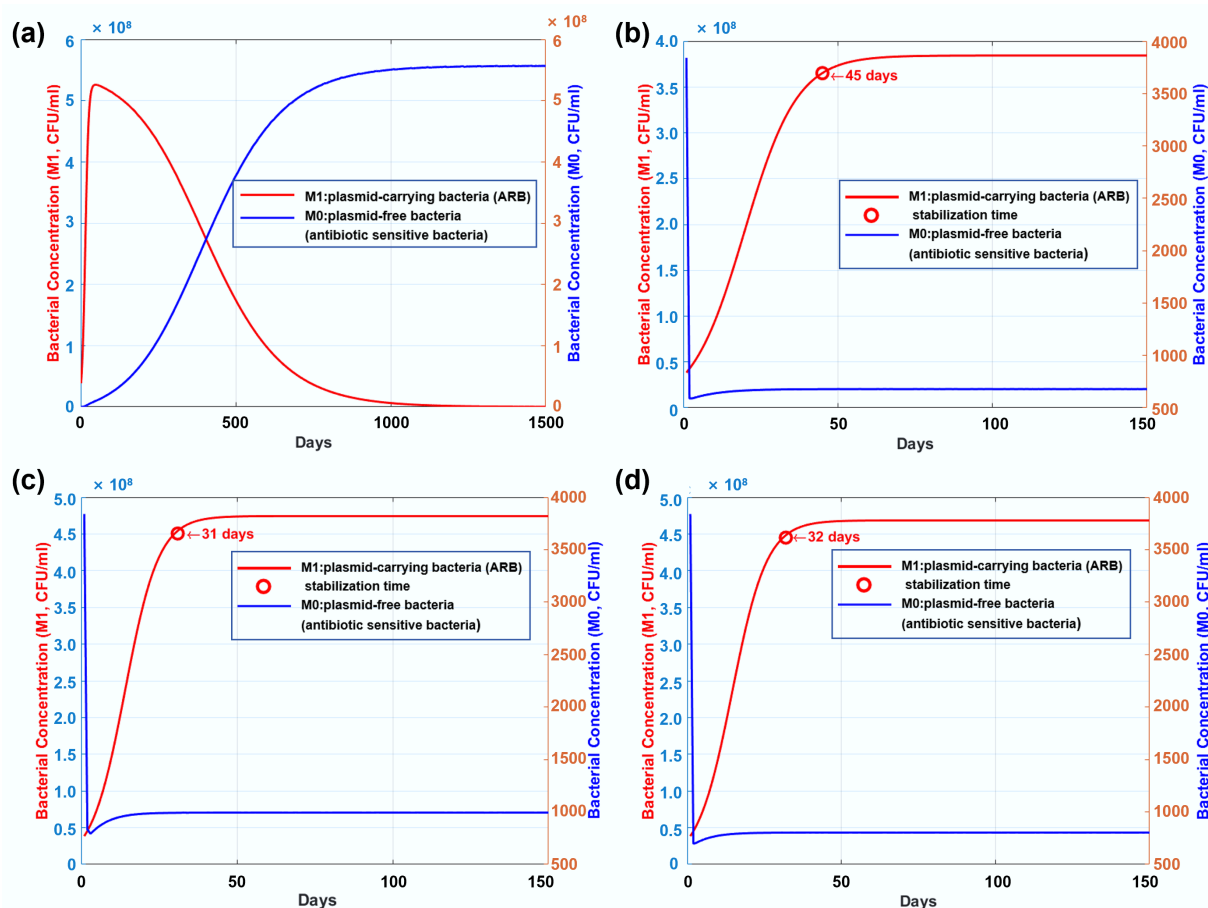 (a)
× 10⁸
× 10⁸
Bacterial Concentration (M1, CFU/ml)
6
5
4
3
2
1
0
M1:plasmid-carrying bacteria (ARB)
M0:plasmid-free bacteria
(antibiotic sensitive bacteria)
6
5
4
3
2
1
0
Bacterial Concentration (M0, CFU/ml)
0 500 1000 1500
Days
(b)
× 10⁸
Bacterial Concentration (M1, CFU/ml)
4.0
3.5
3.0
2.5
2.0
1.5
1.0
0.5
0
←45 days
M1:plasmid-carrying bacteria (ARB)
stabilization time
M0:plasmid-free bacteria
(antibiotic sensitive bacteria)
4000
3500
3000
2500
2000
1500
1000
500
Bacterial Concentration (M0, CFU/ml)
0 50 100 150
Days
(c)
× 10⁸
Bacterial Concentration (M1, CFU/ml)
5.0
4.5
4.0
3.5
4.0
2.5
2.0
1.5
1.0
0.5
0
←31 days
M1:plasmid-carrying bacteria (ARB)
stabilization time
M0:plasmid-free bacteria
(antibiotic sensitive bacteria)
4000
3500
3000
2500
2000
1500
1000
500
Bacterial Concentration (M0, CFU/ml)
0 50 100 150
Days
(d)
× 10⁸
Bacterial Concentration (M1, CFU/ml)
5.0
4.5
4.0
3.5
4.0
2.5
2.0
1.5
1.0
0.5
0
←32 days
M1:plasmid-carrying bacteria (ARB)
stabilization time
M0:plasmid-free bacteria
(antibiotic sensitive bacteria)
4000
3500
3000
2500
2000
1500
1000
500
Bacterial Concentration (M0, CFU/ml)
0 50 100 150
Days